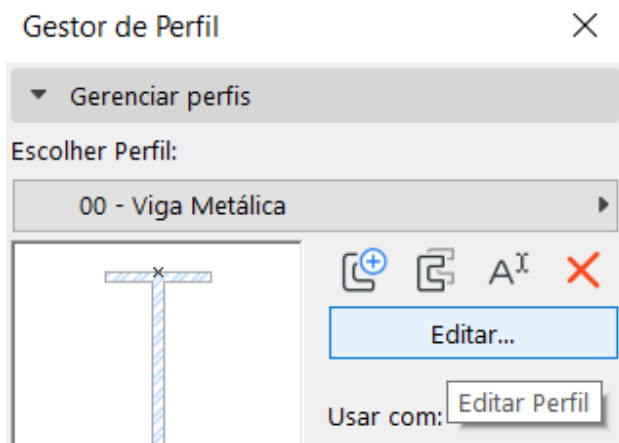 Gestor de Perfil
Gerenciar perfis
Escolher Perfil:
00 - Viga Metálica
Editar...
Usar com:
Editar Perfil